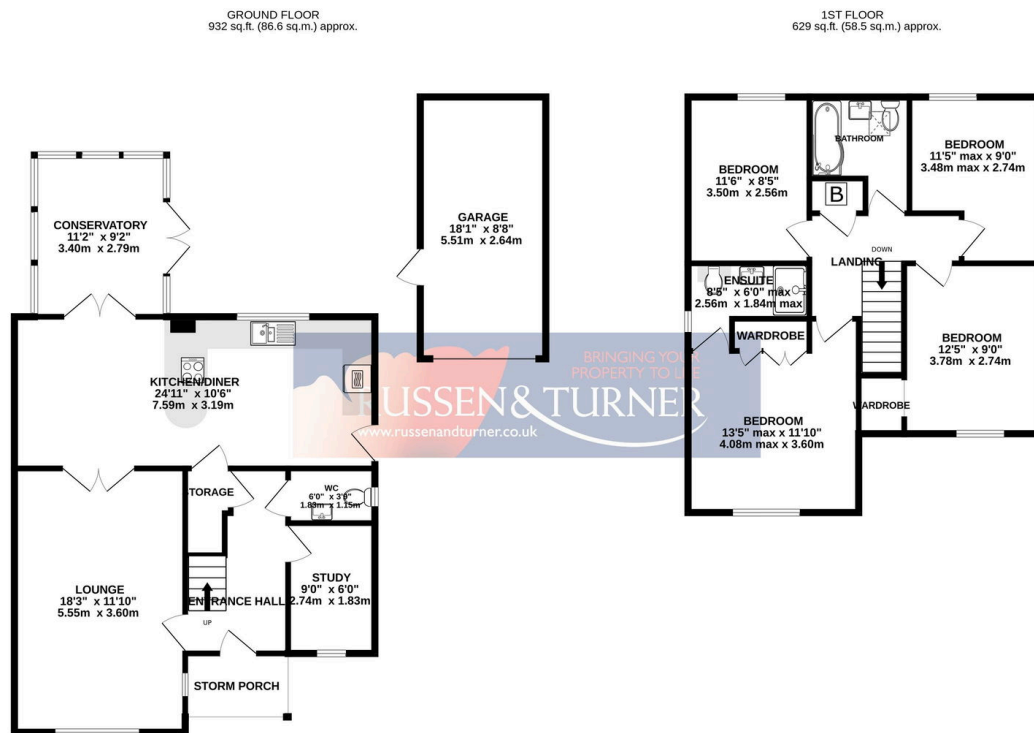 GROUND FLOOR
932 sq.ft. (86.6 sq.m.) approx.
CONSERVATORY
11'2" x 9'2"
3.40m x 2.79m
GARAGE
18'1" x 8'8"
5.51m x 2.64m
KITCHEN/DINER
24'11" x 10'6"
7.59m x 3.19m
STORAGE
WC
6'0" x 3'9"
1.83m x 1.15m
LOUNGE
18'3" x 11'10"
5.55m x 3.60m
ENTRANCE HALL
UP
STUDY
9'0" x 6'0"
2.74m x 1.83m
STORM PORCH
BRINGING YOUR
PROPERTY TO LIFE
RUSSEN & TURNER
www.russenandturner.co.uk
1ST FLOOR
629 sq.ft. (58.5 sq.m.) approx.
BEDROOM
11'6" x 8'5"
3.50m x 2.56m
BATHROOM
BEDROOM
11'5" max x 9'0"
3.48m max x 2.74m
B
DOWN
LANDING
ENSUITE
8'5" x 6'0" max
2.56m x 1.84m max
WARDROBE
BEDROOM
13'5" max x 11'10"
4.08m max x 3.60m
WARDROBE
BEDROOM
12'5" x 9'0"
3.78m x 2.74m